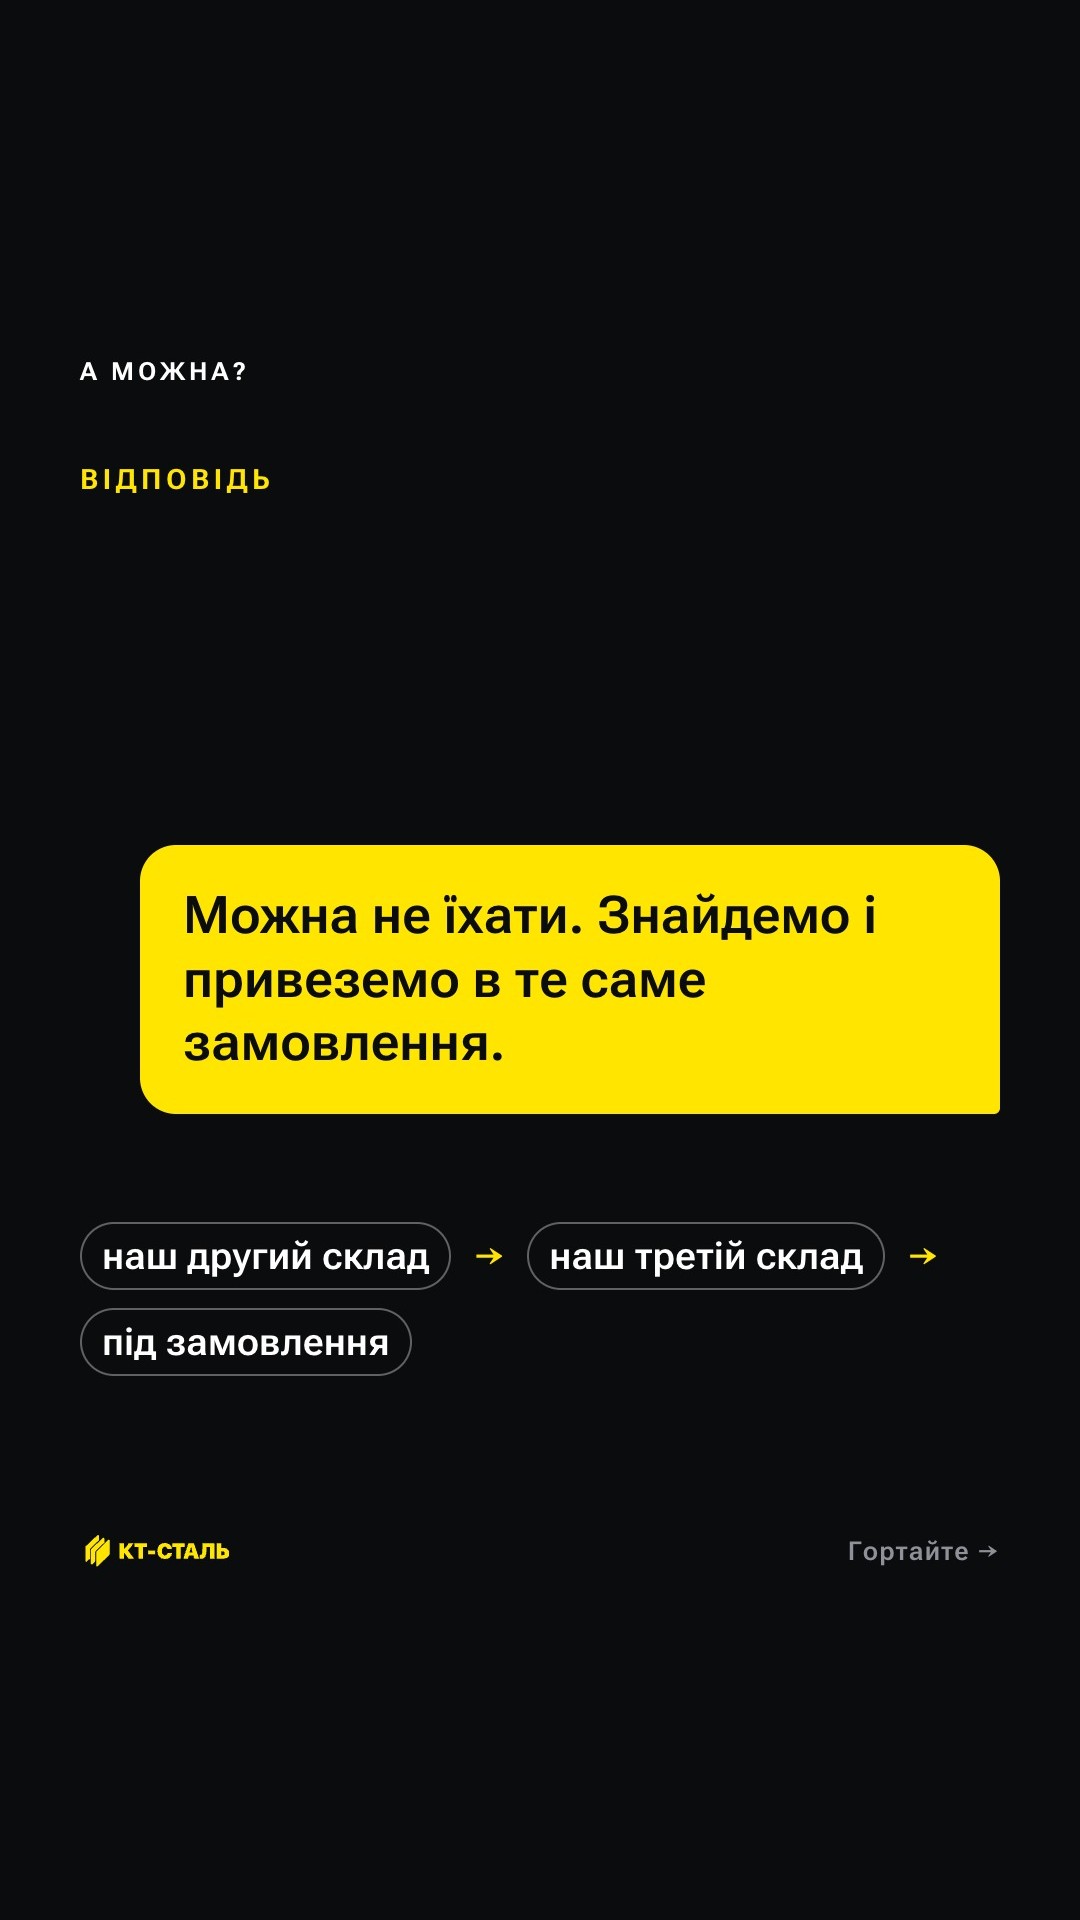 А МОЖНА?
ВІДПОВІДЬ
Можна не їхати. Знайдемо і
привеземо в те саме
замовлення.
наш другий склад → наш третій склад →
під замовлення
КТ-СТАЛЬ
Гортайте →